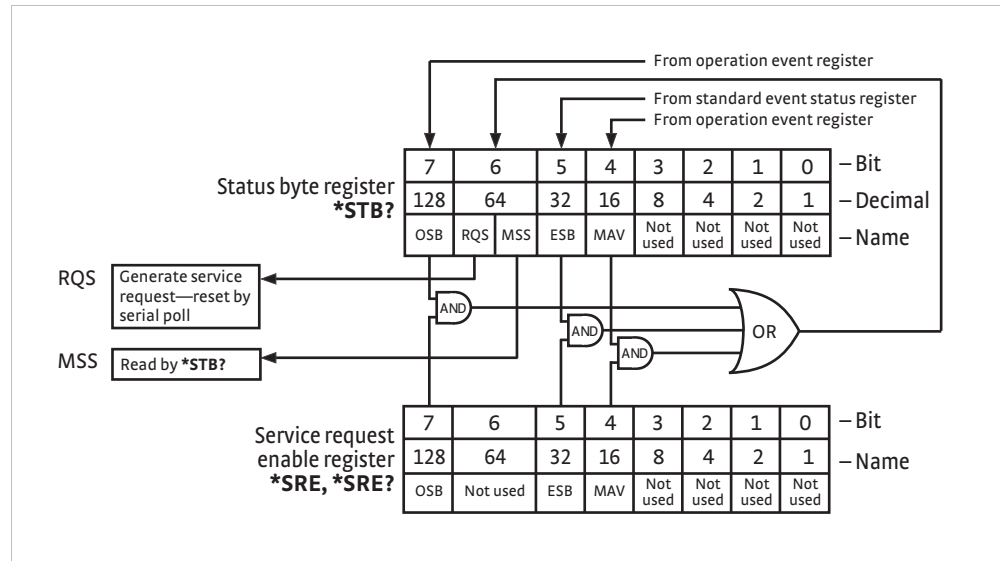 From operation event register
From standard event status register
From operation event register
Status byte register
*STB?
7 6 5 4 3 2 1 0 – Bit
128 64 32 16 8 4 2 1 – Decimal
OSB RQS MSS ESB MAV Not used Not used Not used Not used – Name
RQS
Generate service
request—reset by
serial poll
MSS
Read by *STB?
AND
AND
AND
OR
Service request
enable register
*SRE, *SRE?
7 6 5 4 3 2 1 0 – Bit
128 64 32 16 8 4 2 1 – Name
OSB Not used ESB MAV Not used Not used Not used Not used